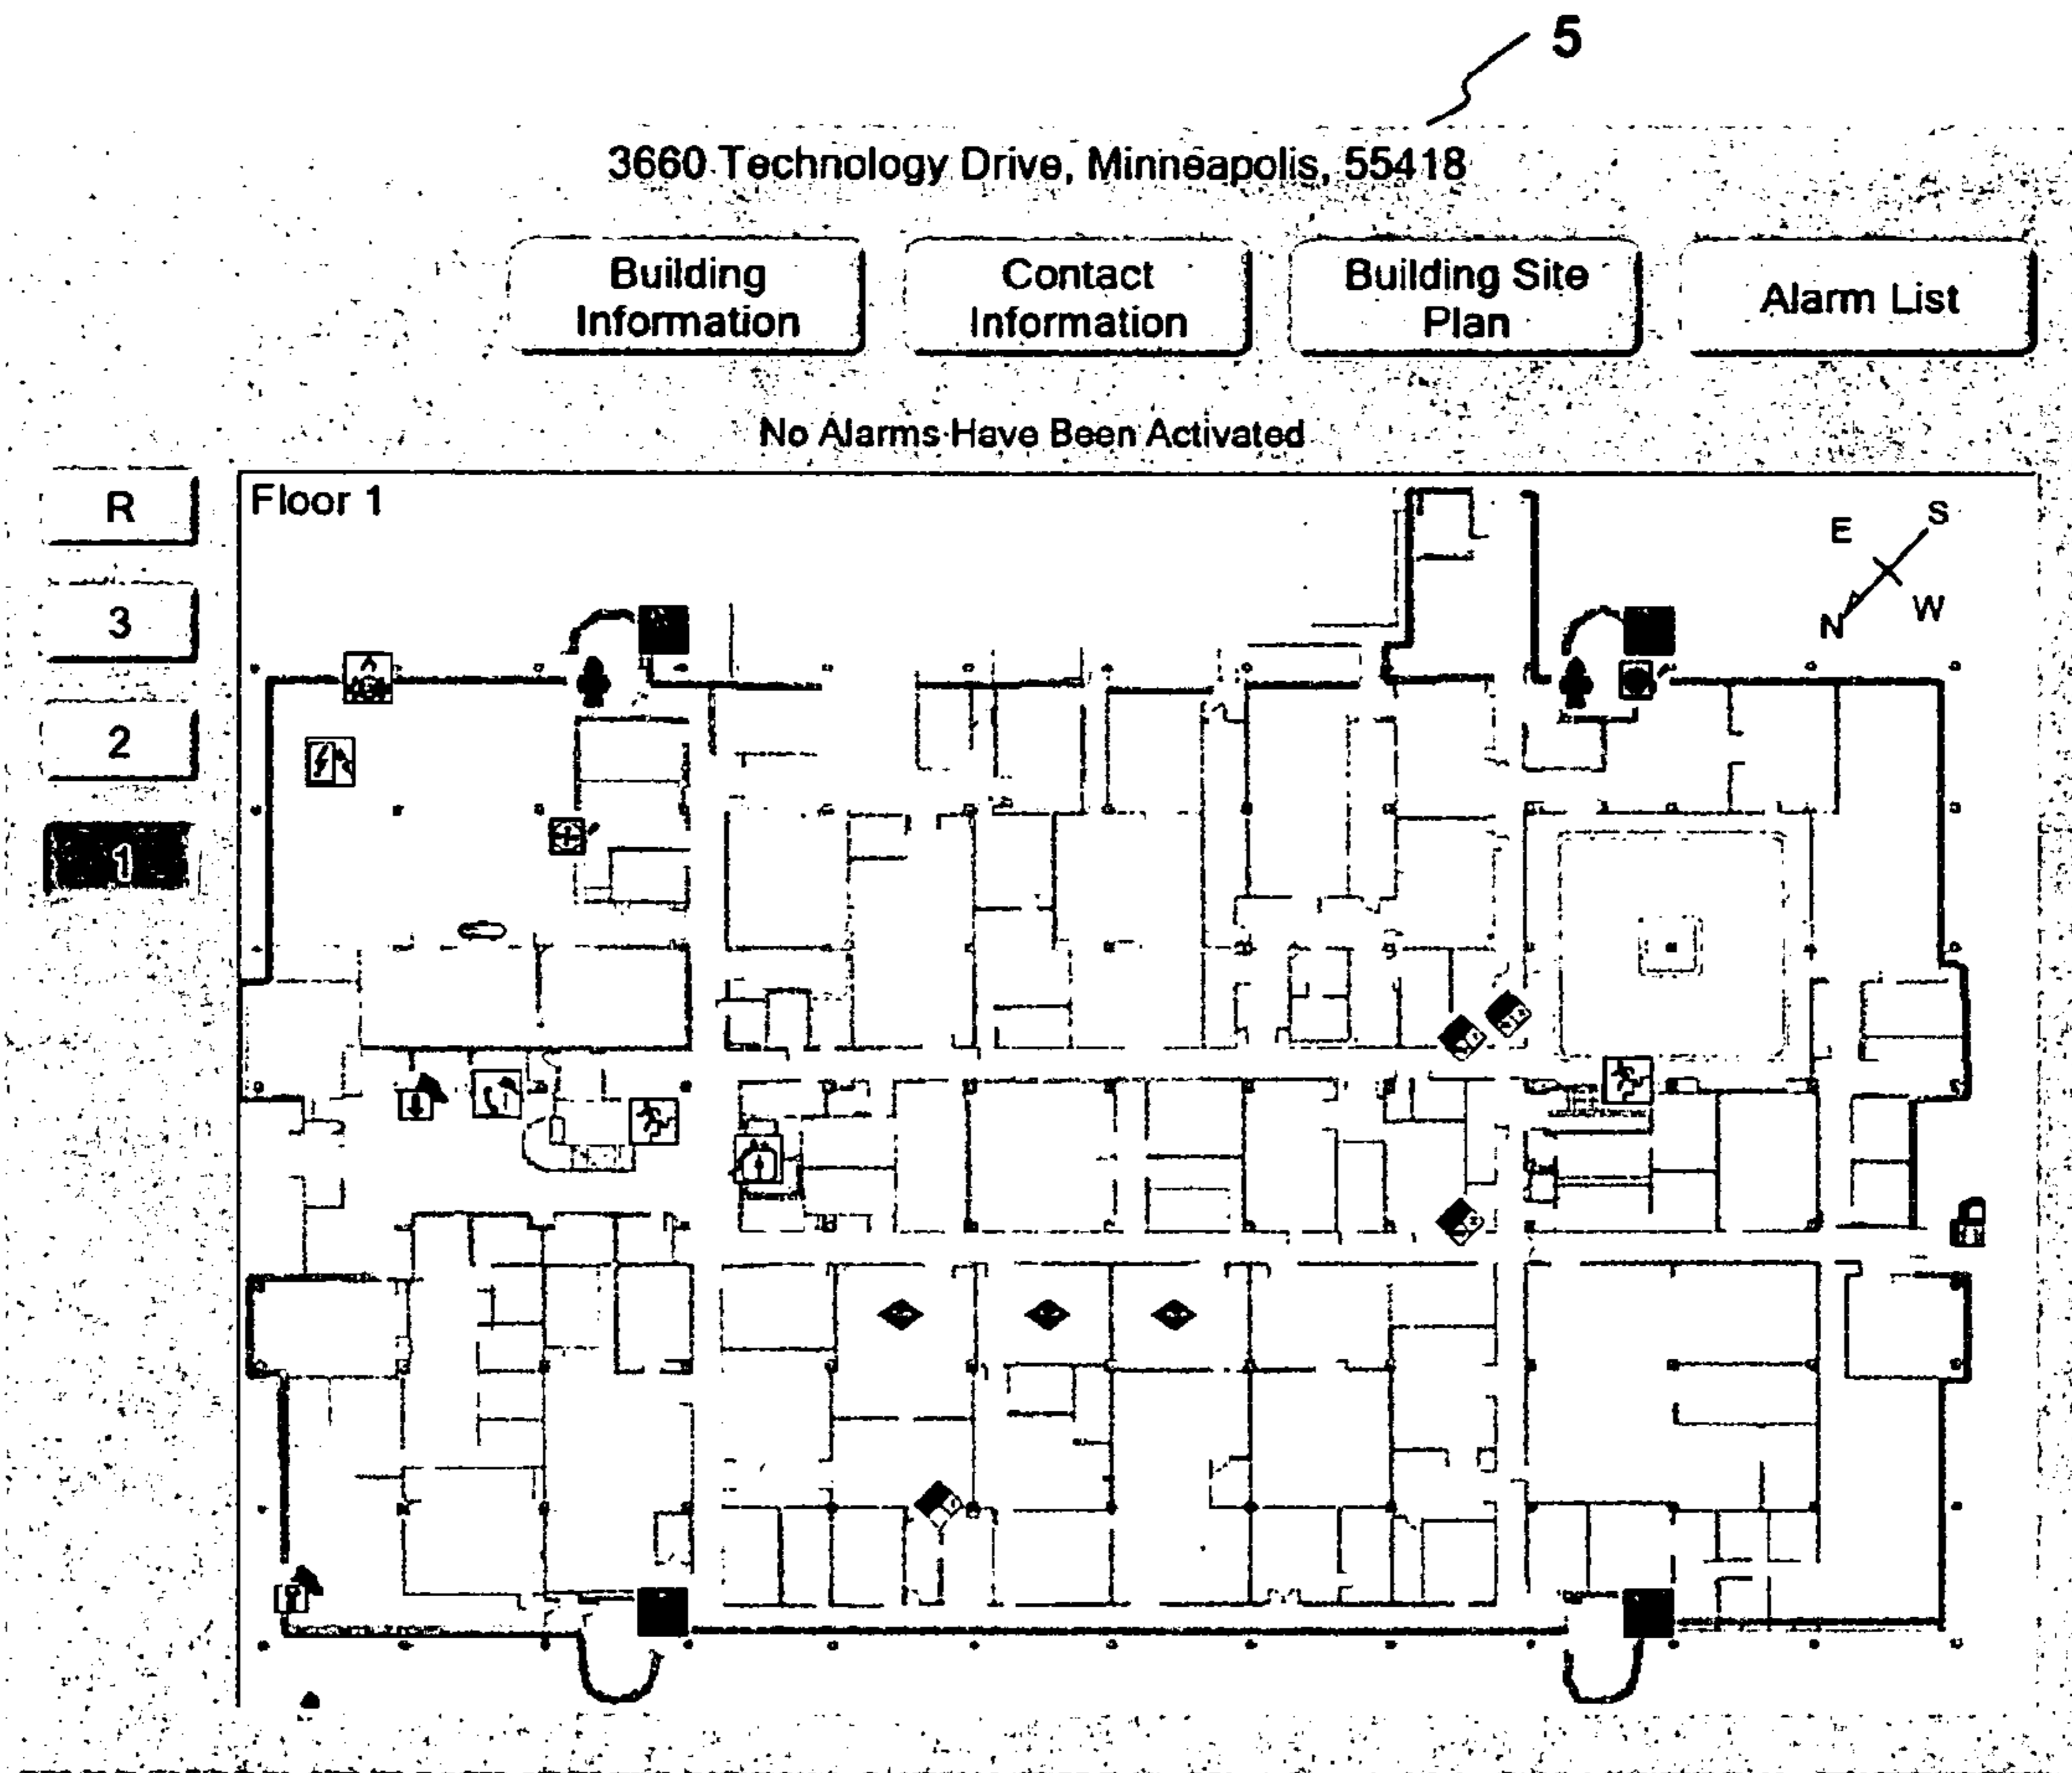 5
3660 Technology Drive, Minneapolis, 55418
Building Information
Contact Information
Building Site Plan
Alarm List
No Alarms Have Been Activated
R
3
2
1
Floor 1
E
S
N
W